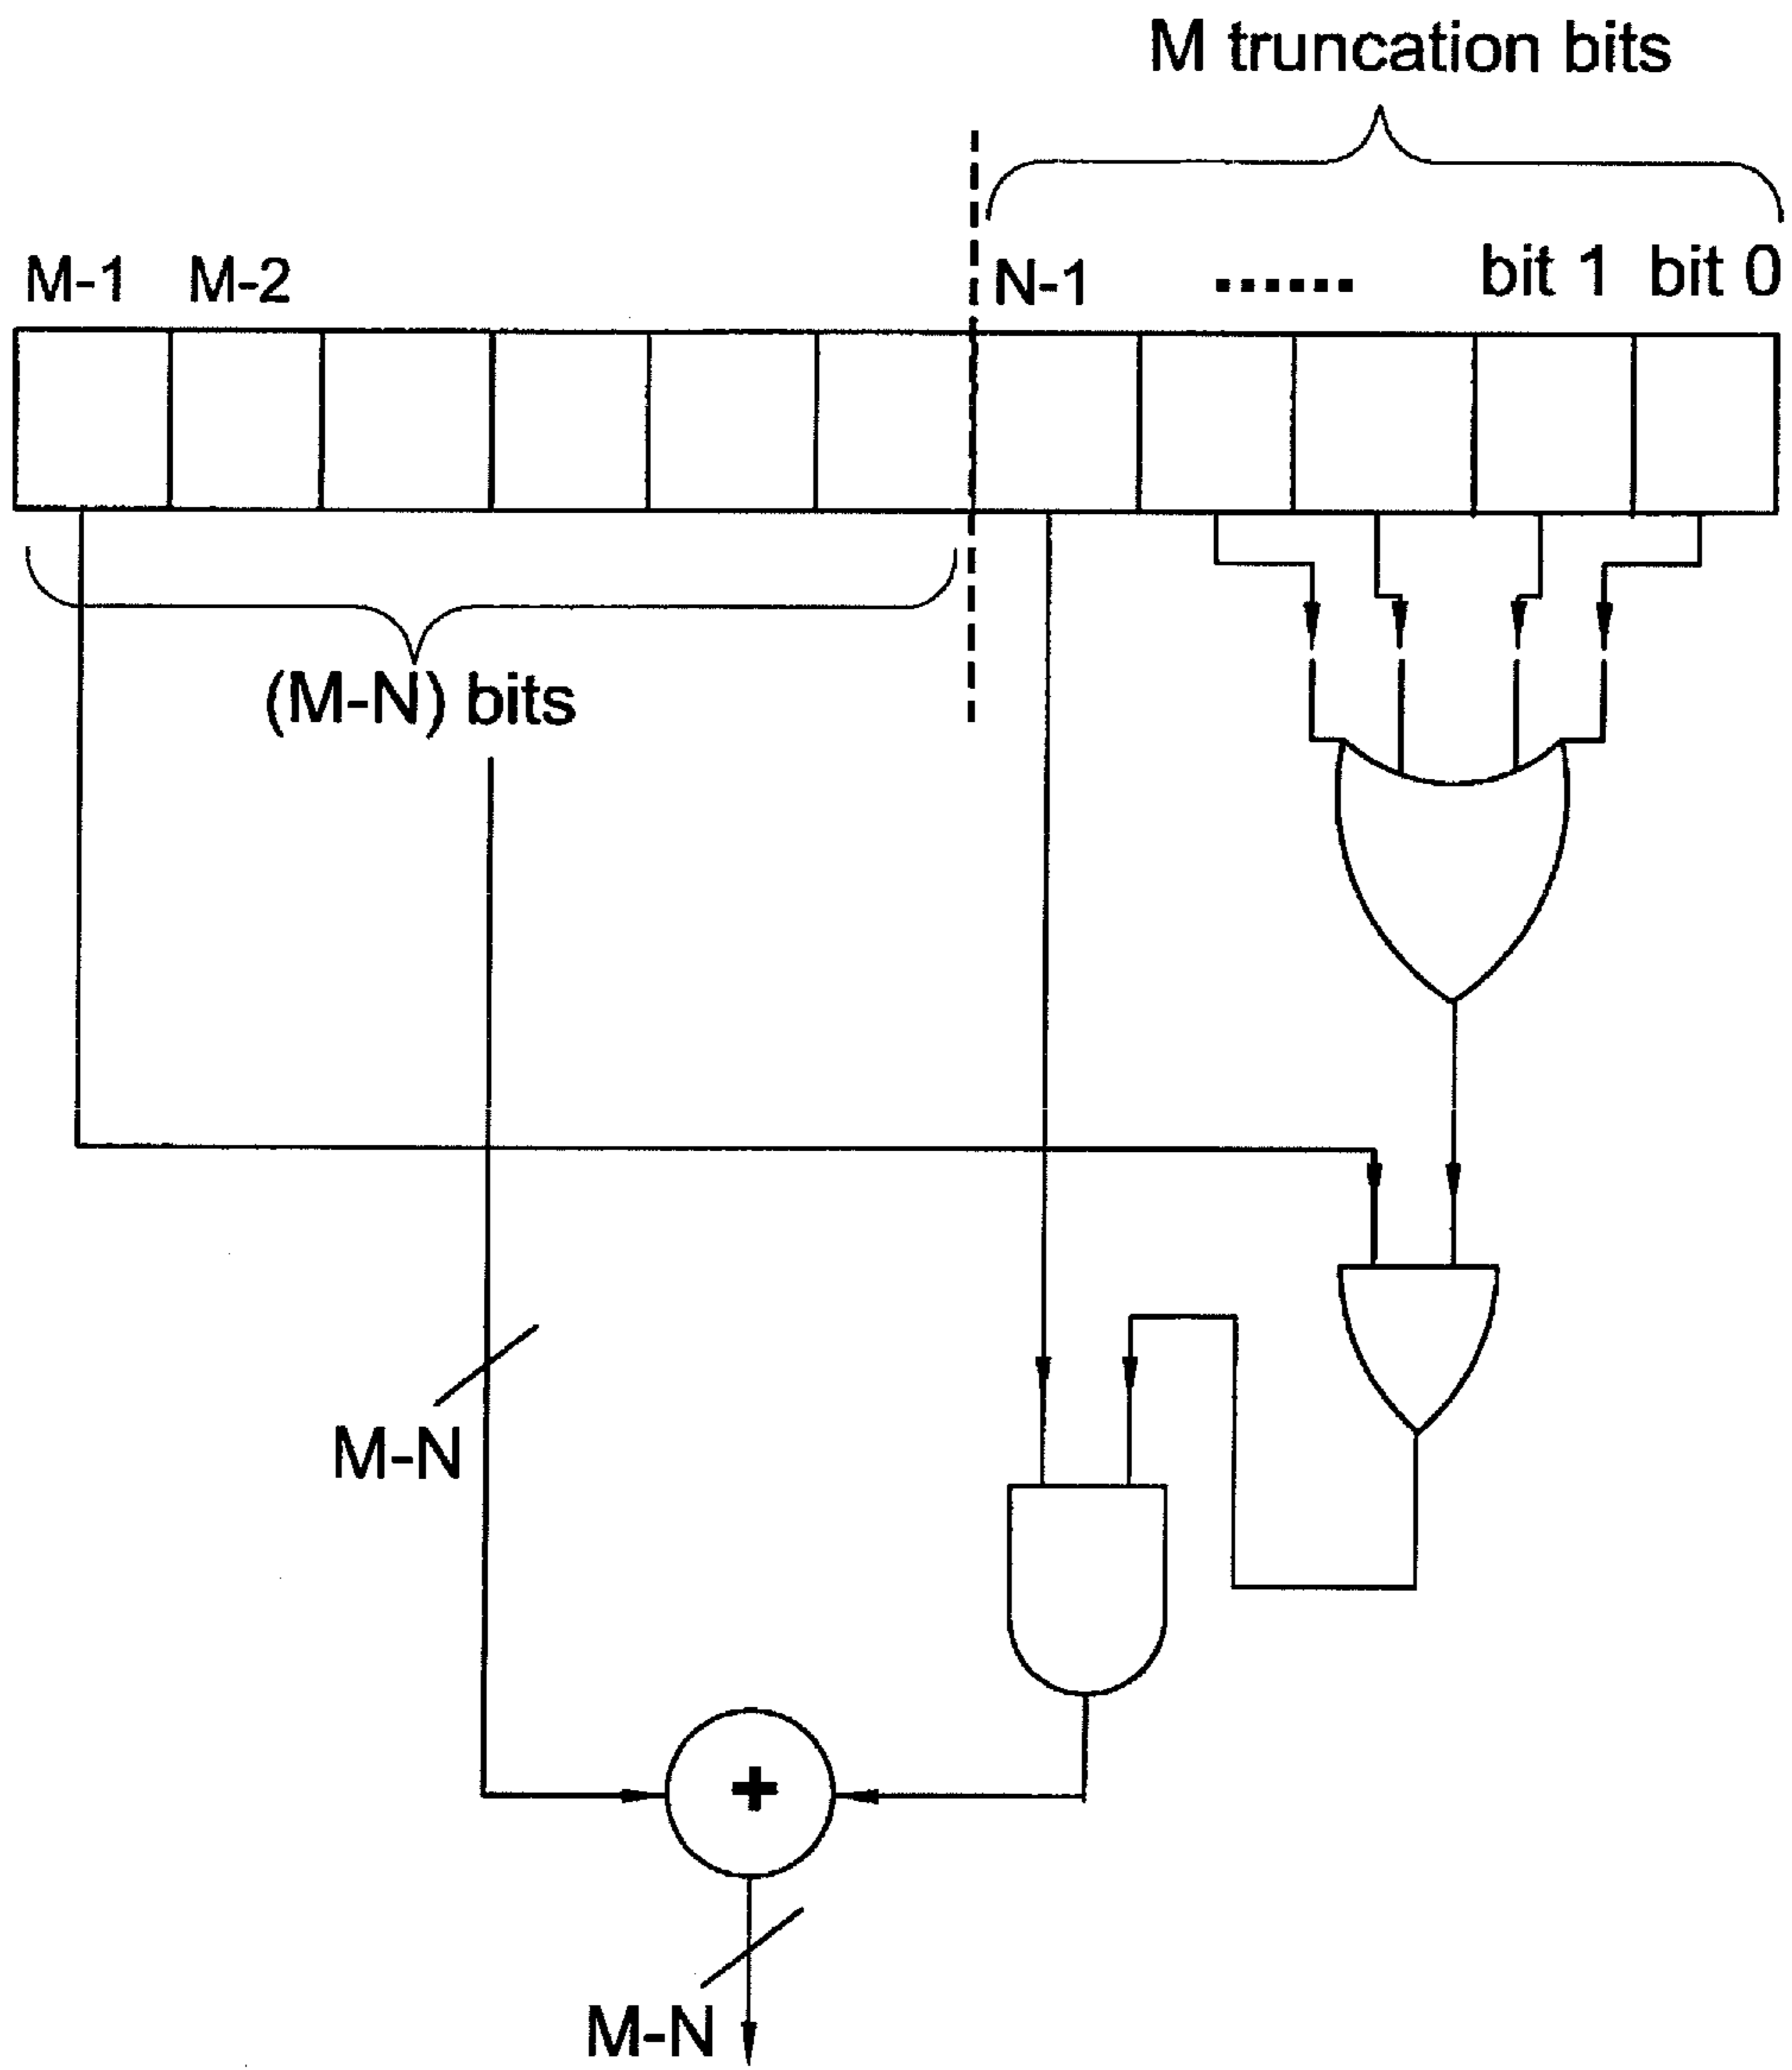 M truncation bits
M-1 M-2 N-1 ...... bit 1 bit 0
(M-N) bits
M-N
+
M-N